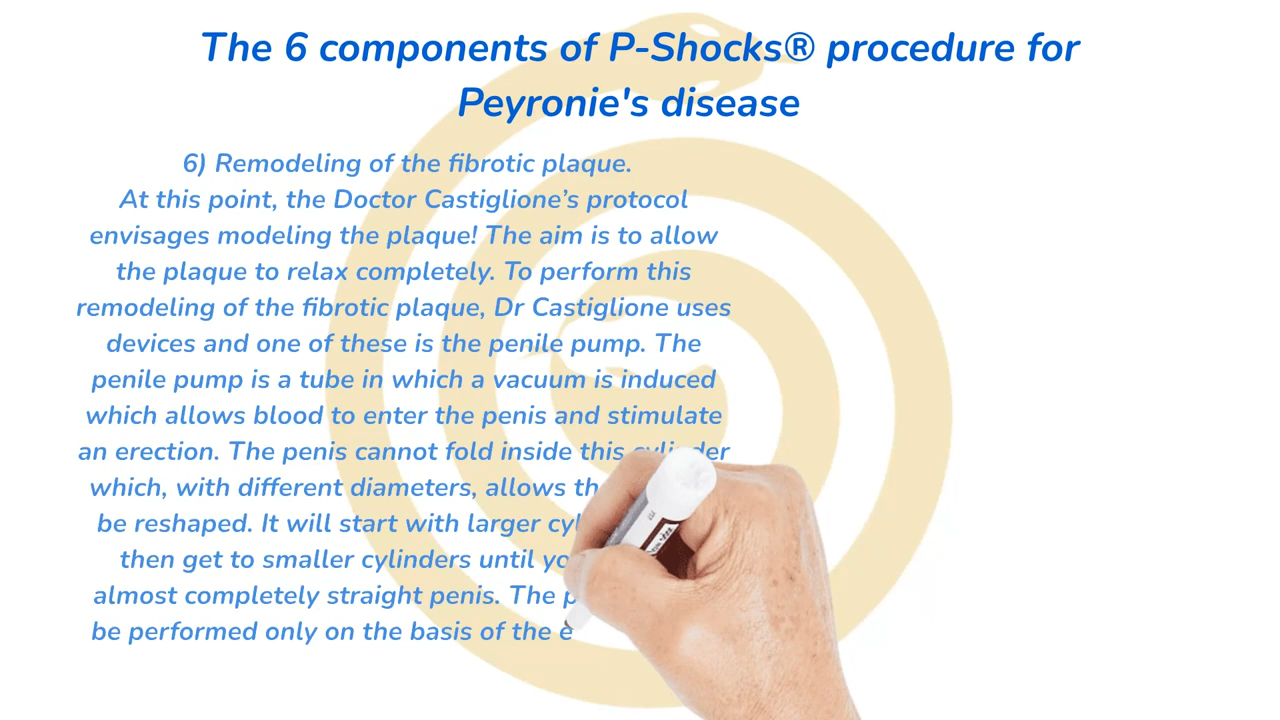 The 6 components of P-Shocks® procedure for
Peyronie's disease
6) Remodeling of the fibrotic plaque.
At this point, the Doctor Castiglione’s protocol
envisages modeling the plaque! The aim is to allow
the plaque to relax completely. To perform this
remodeling of the fibrotic plaque, Dr Castiglione uses
devices and one of these is the penile pump. The
penile pump is a tube in which a vacuum is induced
which allows blood to enter the penis and stimulate
an erection. The penis cannot fold inside this cylinder
which, with different diameters, allows
be reshaped. It will start with larger
then get to smaller cylinders until
almost completely straight penis. The
be performed only on the basis of the